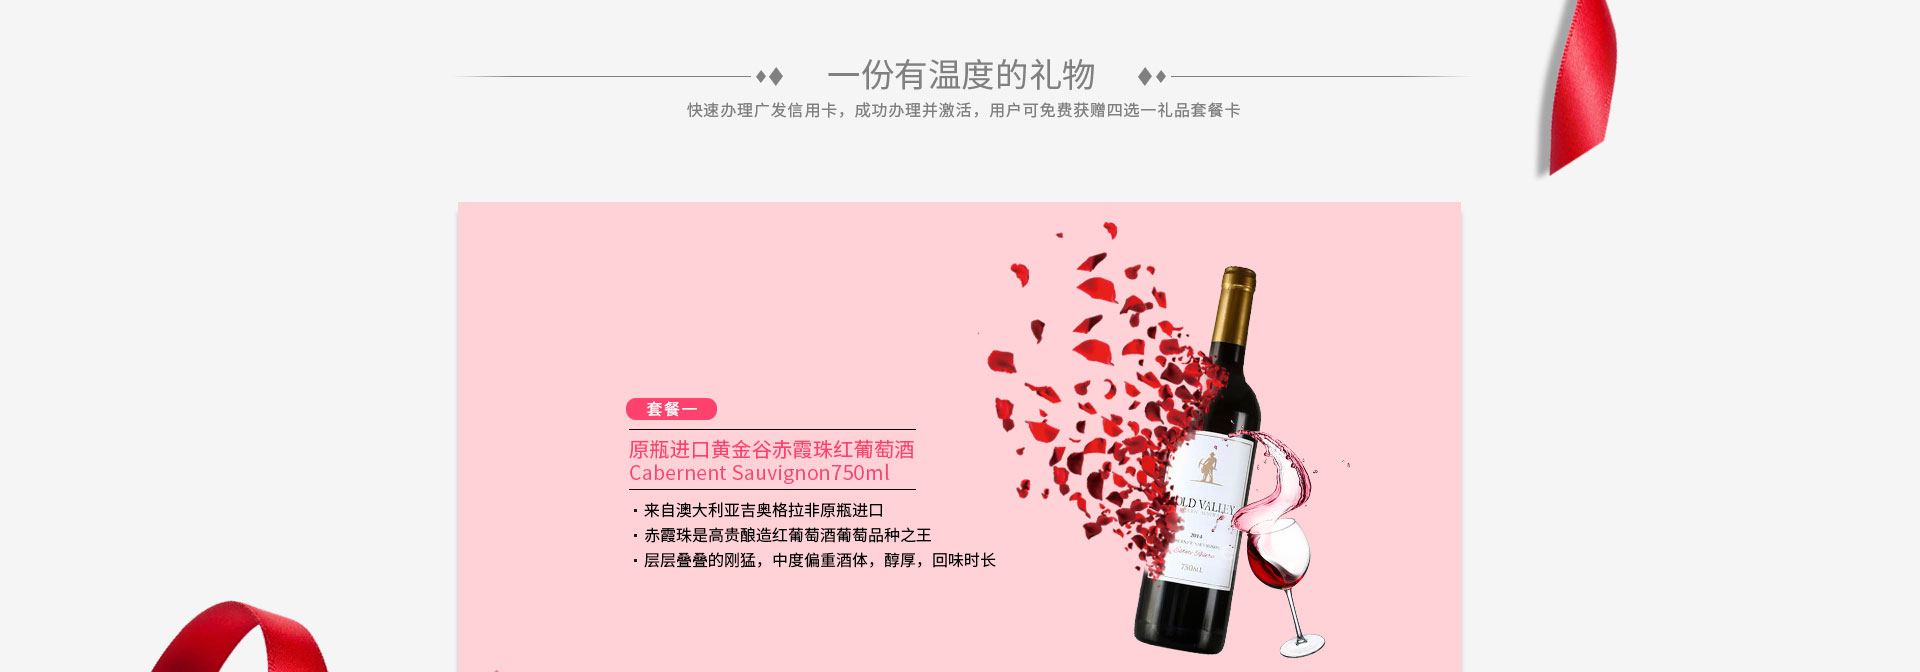 一份有温度的礼物
快速办理广发信用卡，成功办理并激活，用户可免费获赠四选一礼品套餐卡
套餐一
原瓶进口黄金谷赤霞珠红葡萄酒
Cabernent Sauvignon750ml
· 来自澳大利亚吉奥格拉非原瓶进口
· 赤霞珠是高贵酿造红葡萄酒葡萄品种之王
· 层层叠叠的刚猛，中度偏重酒体，醇厚，回味时长
OLD VALLEY
2014
750ML